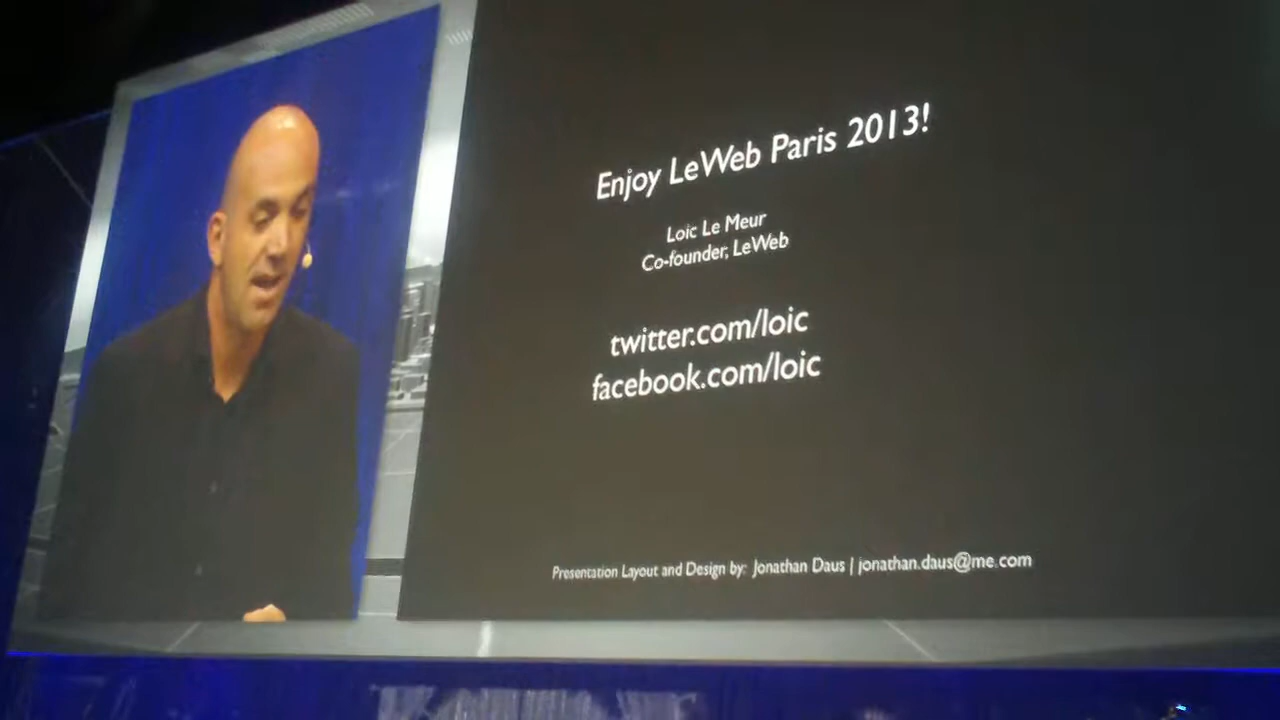 Enjoy LeWeb Paris 2013!
Loic Le Meur
Co-founder, LeWeb
twitter.com/loic
facebook.com/loic
Presentation Layout and Design by: Jonathan Daus | jonathan.daus@me.com